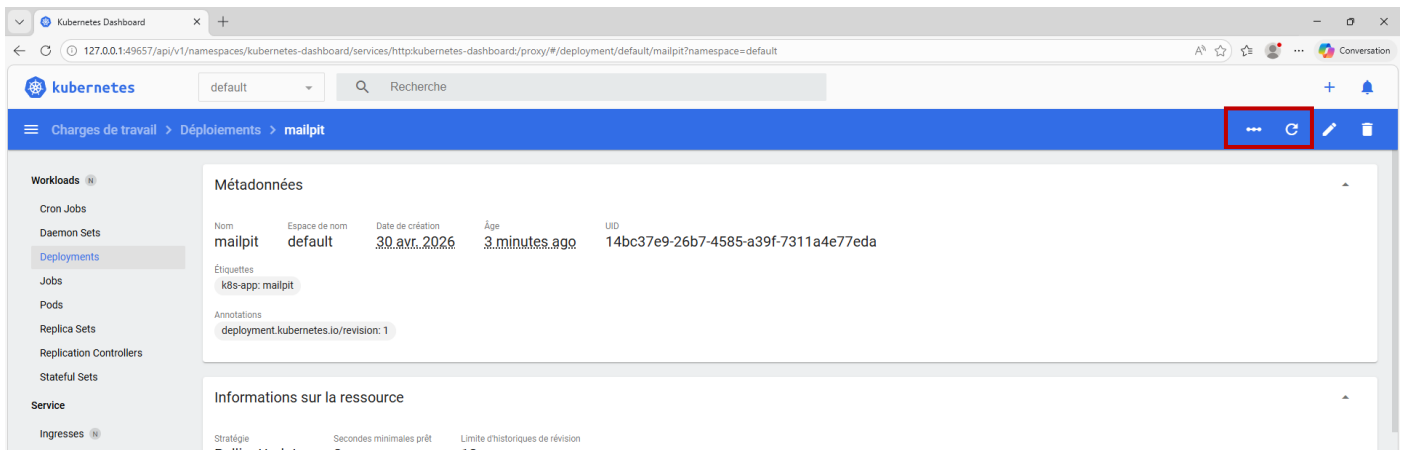 Kubernetes Dashboard
127.0.0.1:49657/api/v1/namespaces/kubernetes-dashboard/services/http:kubernetes-dashboard:/proxy/#/deployment/default/mailpit?namespace=default
Conversation
kubernetes
default
Recherche
Charges de travail > Déploiements > mailpit
Workloads N
Cron Jobs
Daemon Sets
Deployments
Jobs
Pods
Replica Sets
Replication Controllers
Stateful Sets
Service
Ingresses N
Métadonnées
Nom Espace de nom Date de création Âge UID
mailpit default 30 avr. 2026 3 minutes ago 14bc37e9-26b7-4585-a39f-7311a4e77eda
Étiquettes
k8s-app: mailpit
Annotations
deployment.kubernetes.io/revision: 1
Informations sur la ressource
Stratégie Secondes minimales prêt Limite d'historiques de révision